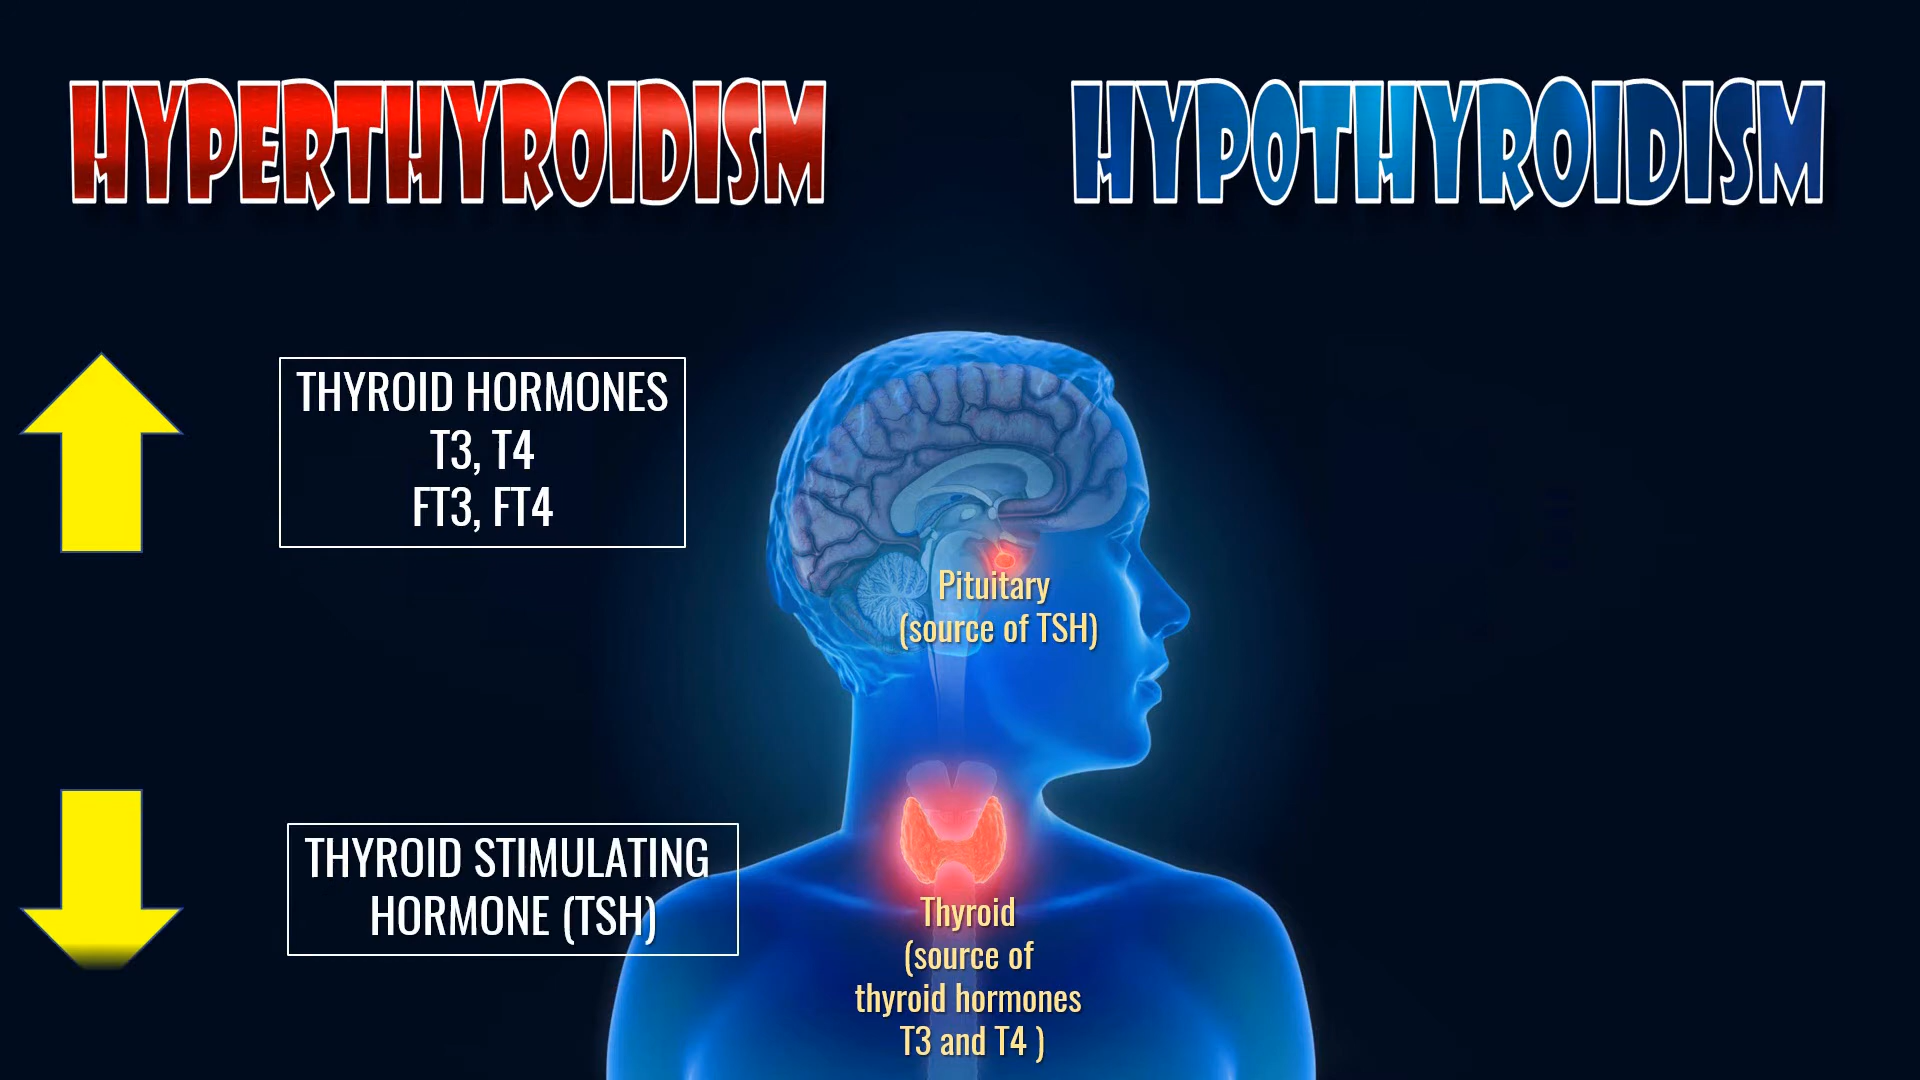 HYPERTHYROIDISM
HYPOTHYROIDISM
THYROID HORMONES
T3, T4
FT3, FT4
Pituitary
(source of TSH)
THYROID STIMULATING
HORMONE (TSH)
Thyroid
(source of
thyroid hormones
T3 and T4 )